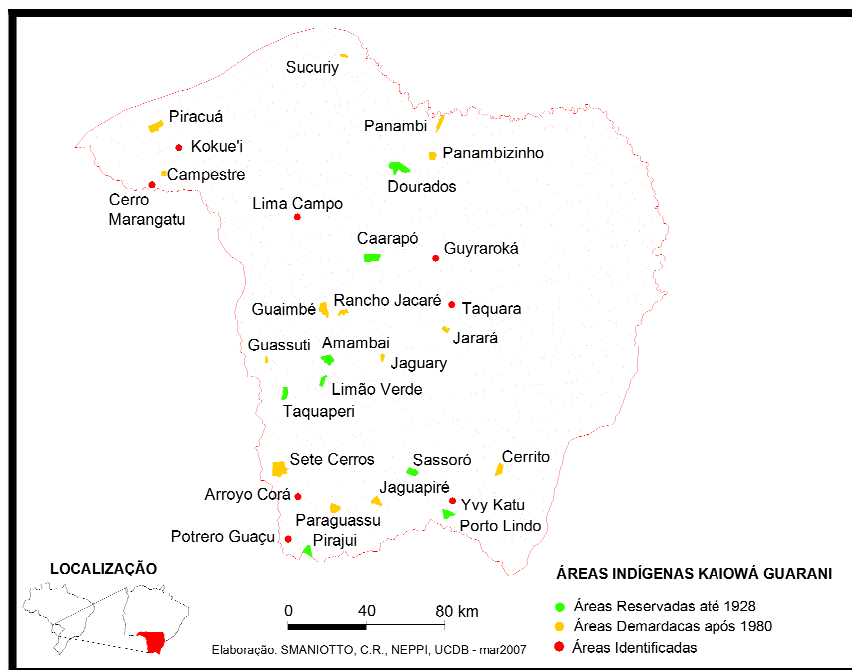 Sucuriy
Piracuá
Panambi
Kokue'i
Panambizinho
Campestre
Dourados
Cerro
Marangatu
Lima Campo
Caarapó
Guyraroká
Guaimbé
Rancho Jacaré
Taquara
Jarará
Guassuti
Amambai
Jaguary
Limão Verde
Taquaperi
Sete Cerros
Sassoró
Cerrito
Arroyo Corá
Jaguapiré
Yvy Katu
Paraguassu
Porto Lindo
Potrero Guaçu
Pirajui
LOCALIZAÇÃO
ÁREAS INDÍGENAS KAIOWÁ GUARANI
Áreas Reservadas até 1928
Áreas Demardacas após 1980
Áreas Identificadas
0 40 80 km
Elaboração. SMANIOTTO, C.R., NEPPI, UCDB - mar2007